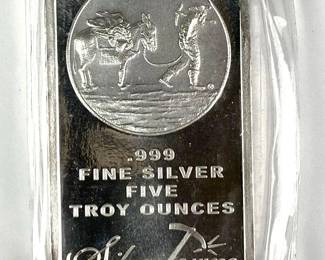 .999
FINE SILVER
FIVE
TROY OUNCES